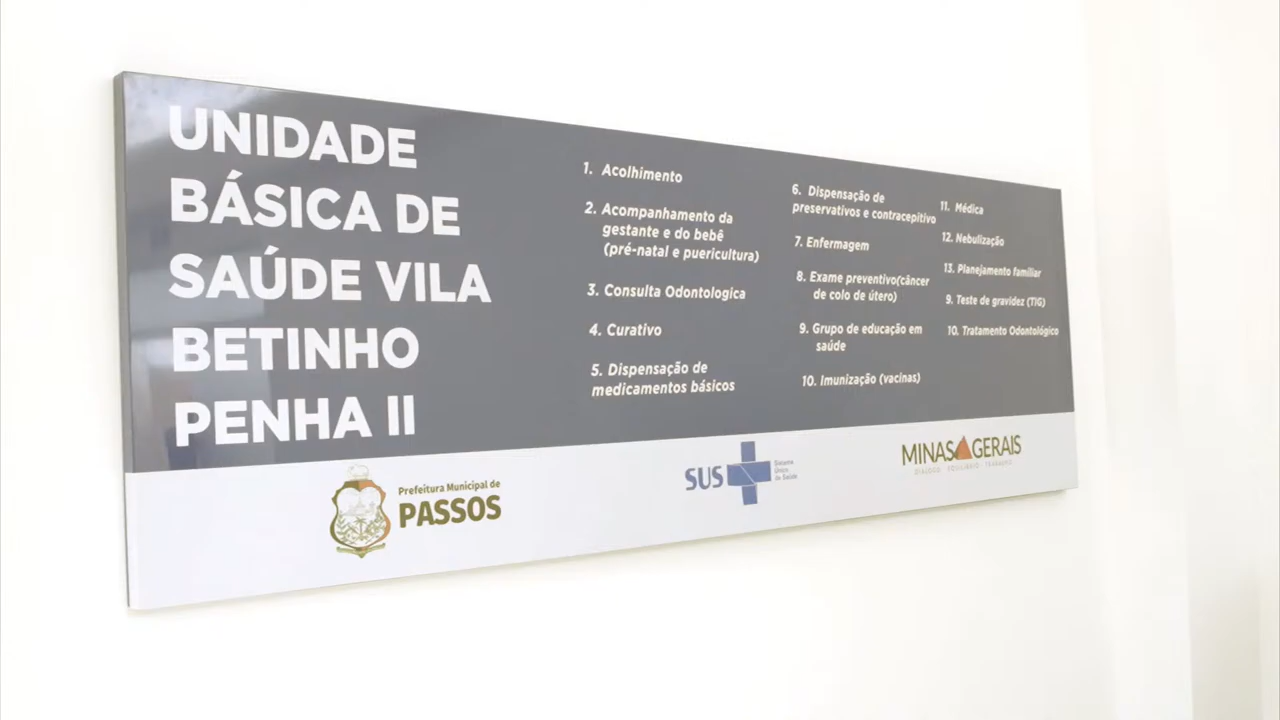 UNIDADE
BÁSICA DE
SAÚDE VILA
BETINHO
PENHA II
1. Acolhimento
2. Acompanhamento da
gestante e do bebê
(pré-natal e puericultura)
3. Consulta Odontologica
4. Curativo
5. Dispensação de
medicamentos básicos
6. Dispensação de
preservativos e contracepitivo
7. Enfermagem
8. Exame preventivo(câncer
de colo de útero)
9. Grupo de educação em
saúde
10. Imunização (vacinas)
11. Médica
12. Nebulização
13. Planejamento familiar
9. Teste de gravidez (TIG)
10. Tratamento Odontológico
Prefeitura Municipal de
PASSOS
SUS
Sistema
Único
de Saúde
MINAS GERAIS
DIÁLOGO EQUILÍBRIO TRABALHO